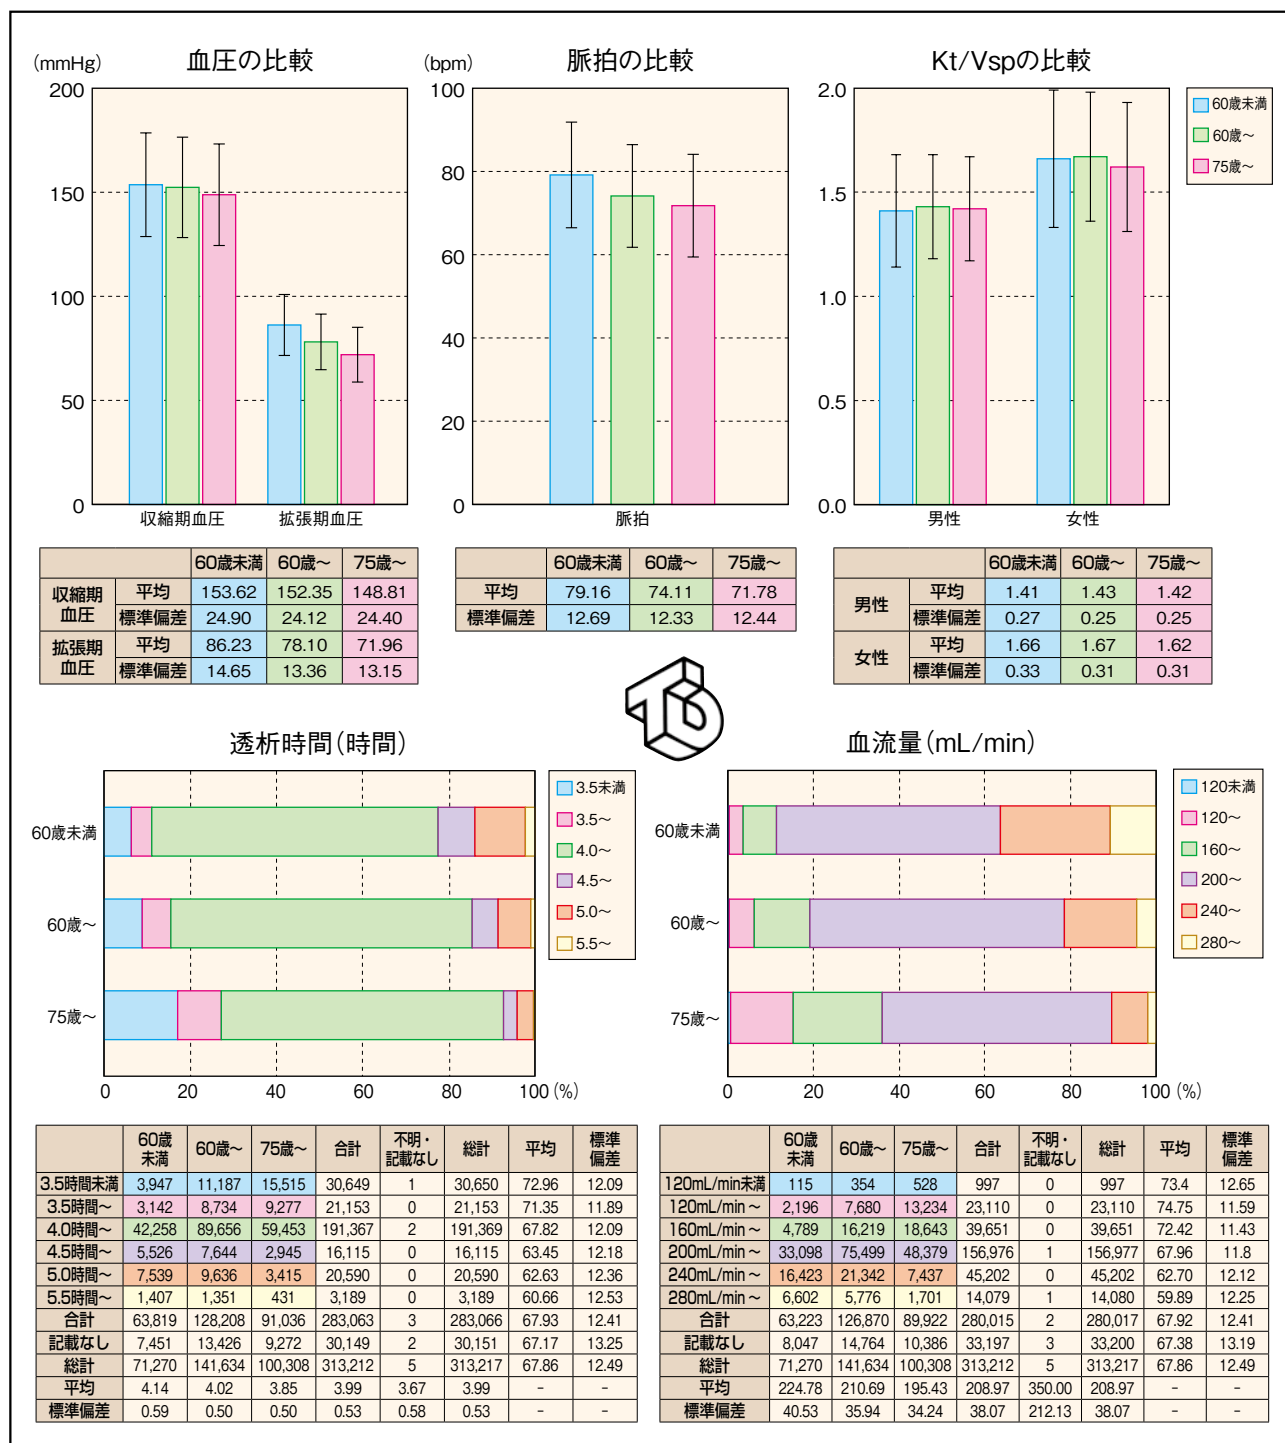 血圧の比較
(mmHg)
200
150
100
50
0
収縮期血圧 拡張期血圧
脈拍の比較
(bpm)
100
80
60
40
20
0
脈拍
Kt/Vspの比較
2.0
1.5
1.0
0.5
0.0
男性 女性
60歳未満
60歳～
75歳～
60歳未満 60歳～ 75歳～
収縮期血圧 平均 153.62 152.35 148.81
標準偏差 24.90 24.12 24.40
拡張期血圧 平均 86.23 78.10 71.96
標準偏差 14.65 13.36 13.15
60歳未満 60歳～ 75歳～
平均 79.16 74.11 71.78
標準偏差 12.69 12.33 12.44
60歳未満 60歳～ 75歳～
男性 平均 1.41 1.43 1.42
標準偏差 0.27 0.25 0.25
女性 平均 1.66 1.67 1.62
標準偏差 0.33 0.31 0.31
透析時間(時間)
60歳未満
60歳～
75歳～
0 20 40 60 80 100 (%)
3.5未満
3.5～
4.0～
4.5～
5.0～
5.5～
血流量(mL/min)
60歳未満
60歳～
75歳～
0 20 40 60 80 100 (%)
120未満
120～
160～
200～
240～
280～
60歳未満 60歳～ 75歳～ 合計 不明・記載なし 総計 平均 標準偏差
3.5時間未満 3,947 11,187 15,515 30,649 1 30,650 72.96 12.09
3.5時間～ 3,142 8,734 9,277 21,153 0 21,153 71.35 11.89
4.0時間～ 42,258 89,656 59,453 191,367 2 191,369 67.82 12.09
4.5時間～ 5,526 7,644 2,945 16,115 0 16,115 63.45 12.18
5.0時間～ 7,539 9,636 3,415 20,590 0 20,590 62.63 12.36
5.5時間～ 1,407 1,351 431 3,189 0 3,189 60.66 12.53
合計 63,819 128,208 91,036 283,063 3 283,066 67.93 12.41
記載なし 7,451 13,426 9,272 30,149 2 30,151 67.17 13.25
総計 71,270 141,634 100,308 313,212 5 313,217 67.86 12.49
平均 4.14 4.02 3.85 3.99 3.67 3.99 － －
標準偏差 0.59 0.50 0.50 0.53 0.58 0.53 － －
60歳未満 60歳～ 75歳～ 合計 不明・記載なし 総計 平均 標準偏差
120mL/min未満 115 354 528 997 0 997 73.4 12.65
120mL/min～ 2,196 7,680 13,234 23,110 0 23,110 74.75 11.59
160mL/min～ 4,789 16,219 18,643 39,651 0 39,651 72.42 11.43
200mL/min～ 33,098 75,499 48,379 156,976 1 156,977 67.96 11.8
240mL/min～ 16,423 21,342 7,437 45,202 0 45,202 62.70 12.12
280mL/min～ 6,602 5,776 1,701 14,079 1 14,080 59.89 12.25
合計 63,223 126,870 89,922 280,015 2 280,017 67.92 12.41
記載なし 8,047 14,764 10,386 33,197 3 33,200 67.38 13.19
総計 71,270 141,634 100,308 313,212 5 313,217 67.86 12.49
平均 224.78 210.69 195.43 208.97 350.00 208.97 － －
標準偏差 40.53 35.94 34.24 38.07 212.13 38.07 － －